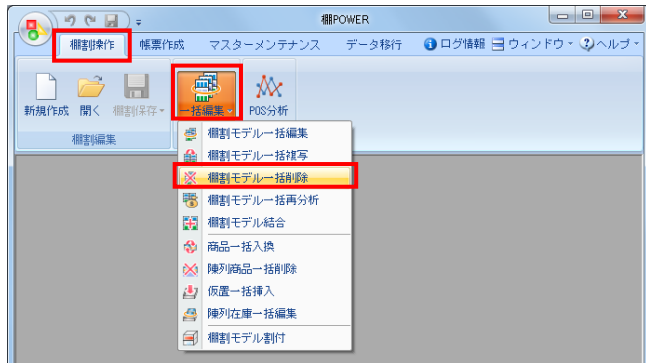 棚POWER
棚割操作 帳票作成 マスターメンテナンス データ移行 ログ情報 ウィンドウ ヘルプ
新規作成 開く 棚割保存 一括編集 POS分析
棚割編集
棚割モデル一括編集
棚割モデル一括複写
棚割モデル一括削除
棚割モデル一括再分析
棚割モデル結合
商品一括入換
陳列商品一括削除
仮置一括挿入
陳列在庫一括編集
棚割モデル割付